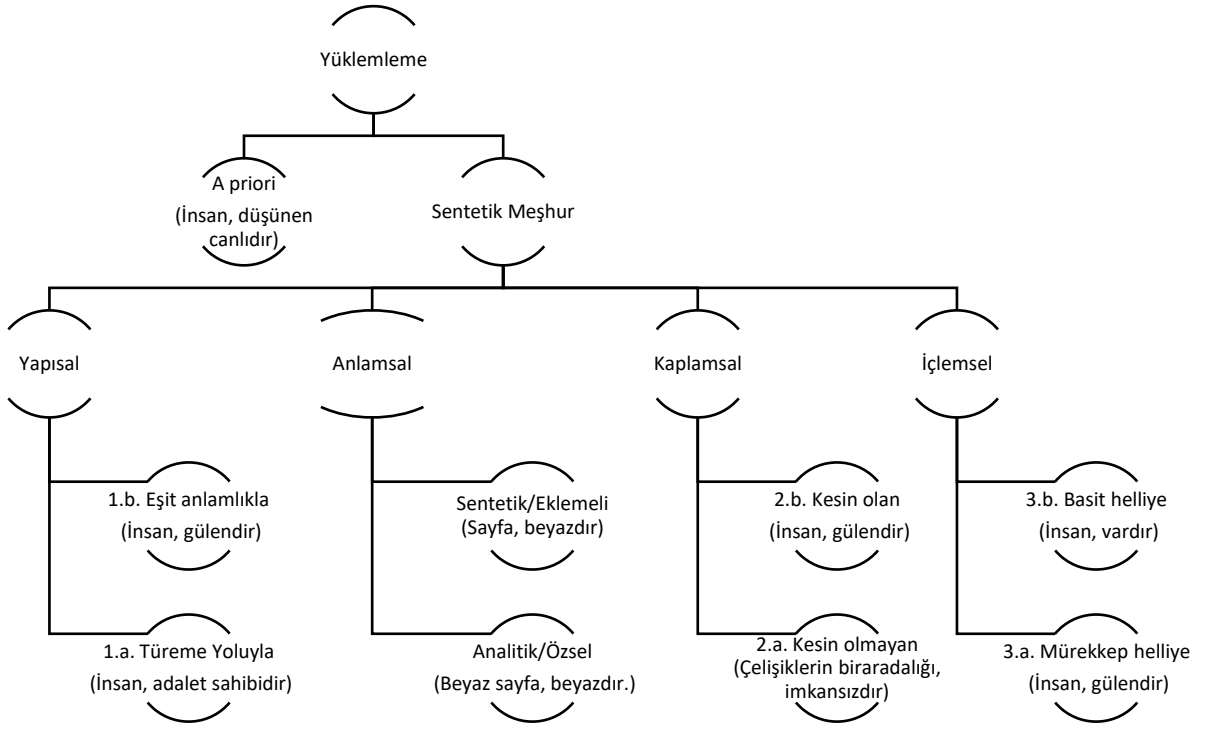 Yüklemleme
A priori
(İnsan, düşünen
canlıdır)
Sentetik Meşhur
Yapısal
Anlamsal
Kaplamsal
İçlemsel
1.b. Eşit anlamlıkla
(İnsan, gülendir)
Sentetik/Eklemeli
(Sayfa, beyazdır)
2.b. Kesin olan
(İnsan, gülendir)
3.b. Basit helliye
(İnsan, vardır)
1.a. Türeme Yoluyla
(İnsan, adalet sahibidir)
Analitik/Özsel
(Beyaz sayfa, beyazdır.)
2.a. Kesin olmayan
(Çelişiklerin biraradalığı,
imkansızdır)
3.a. Mürekkep helliye
(İnsan, gülendir)